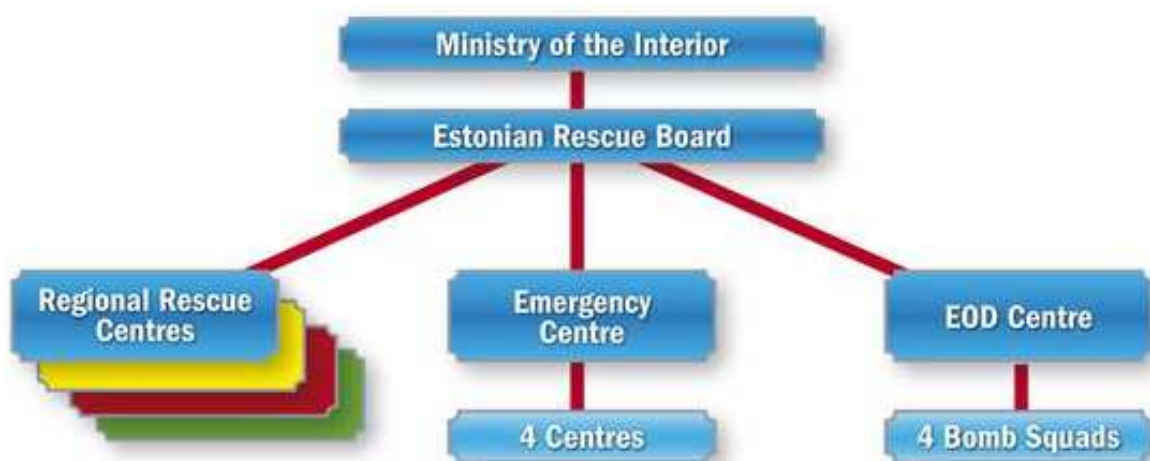 Ministry of the Interior
Estonian Rescue Board
Regional Rescue
Centres
Emergency
Centre
EOD Centre
4 Centres
4 Bomb Squads